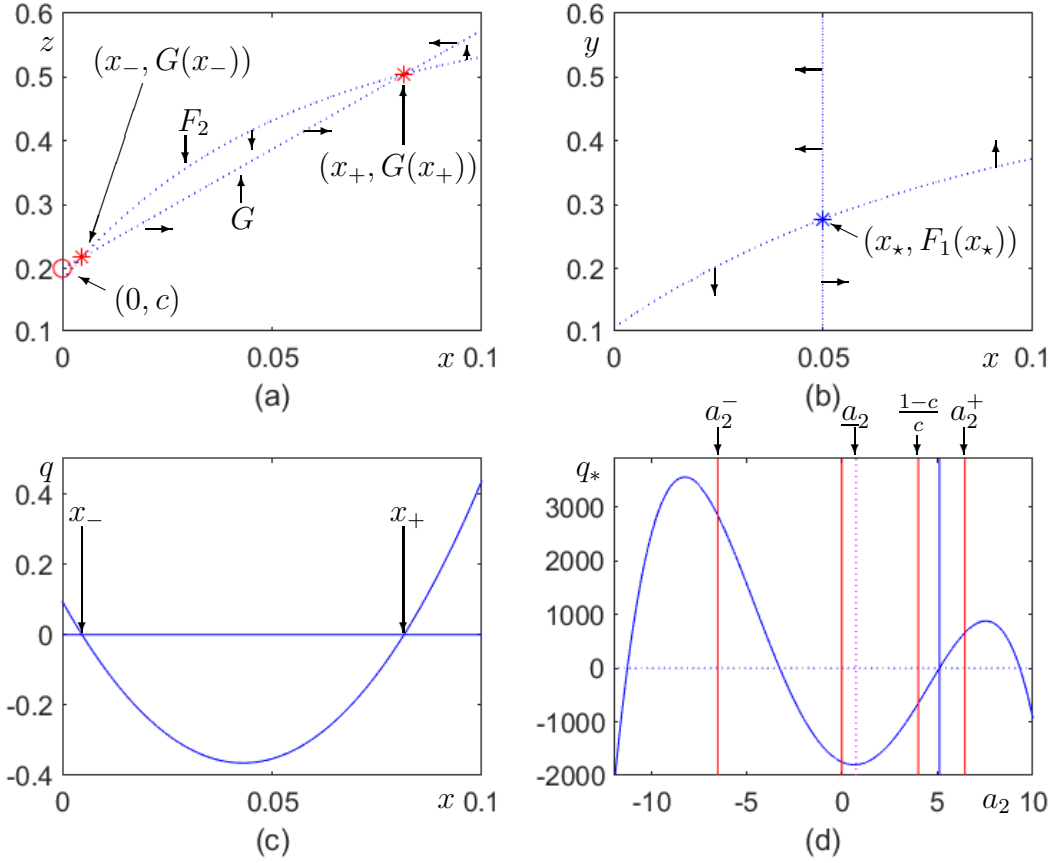 0.6
z
(x₋, G(x₋))
0.5
F₂
0.4
(x₊, G(x₊))
0.3
G
0.2
(0, c)
0.1
0 0.05 x 0.1
(a)
0.6
y
0.5
0.4
0.3
(x⋆, F₁(x⋆))
0.2
0.1
0 0.05 x 0.1
(b)
q
0.4
x₋ x₊
0.2
0
-0.2
-0.4
0 0.05 x 0.1
(c)
a₂⁻ a̲₂ (1−c)/c a₂⁺
q∗
3000
2000
1000
0
-1000
-2000
-10 -5 0 5 a₂ 10
(d)